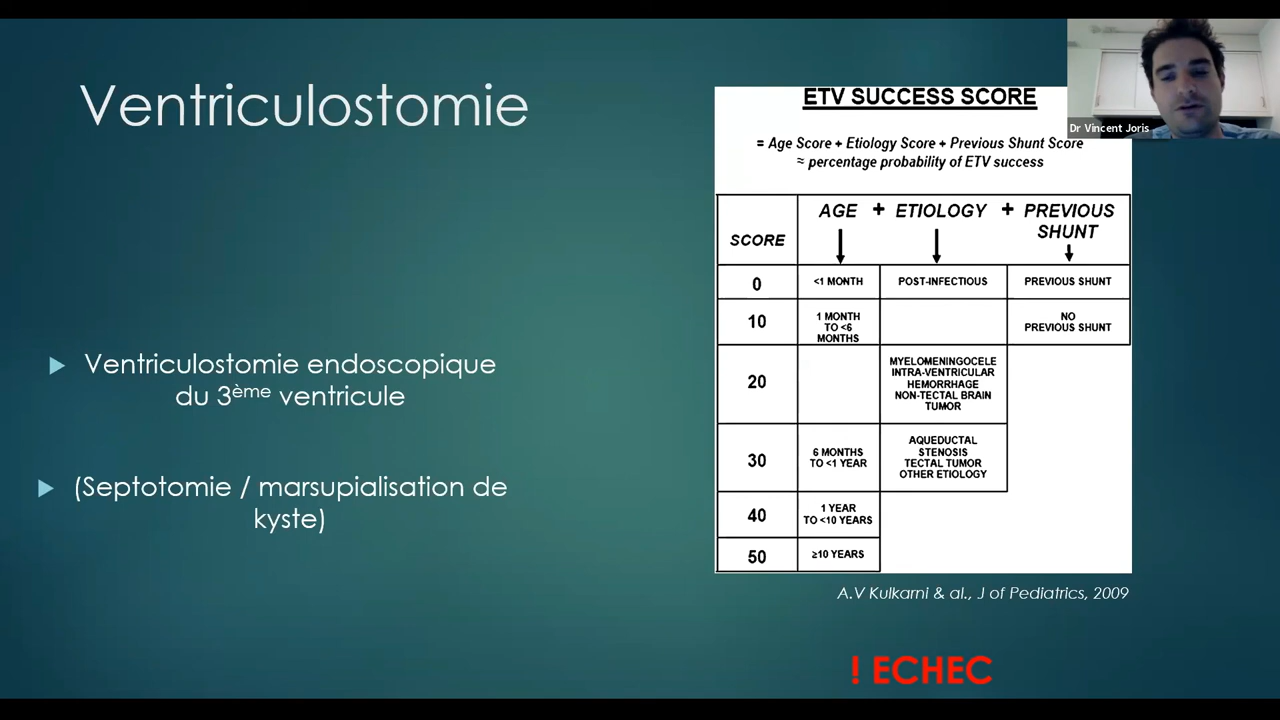 Ventriculostomie
Ventriculostomie endoscopique
du 3ème ventricule
(Septotomie / marsupialisation de
kyste)
ETV SUCCESS SCORE
= Age Score + Etiology Score + Previous Shunt Score
≈ percentage probability of ETV success
AGE + ETIOLOGY + PREVIOUS
SHUNT
SCORE
0 <1 MONTH POST-INFECTIOUS PREVIOUS SHUNT
10 1 MONTH
TO <6
MONTHS
NO
PREVIOUS SHUNT
20 MYELOMENINGOCELE
INTRA-VENTRICULAR
HEMORRHAGE
NON-TECTAL BRAIN
TUMOR
30 6 MONTHS
TO <1 YEAR
AQUEDUCTAL
STENOSIS
TECTAL TUMOR
OTHER ETIOLOGY
40 1 YEAR
TO <10 YEARS
50 ≥10 YEARS
A.V Kulkarni & al., J of Pediatrics, 2009
! ECHEC
Dr Vincent Joris